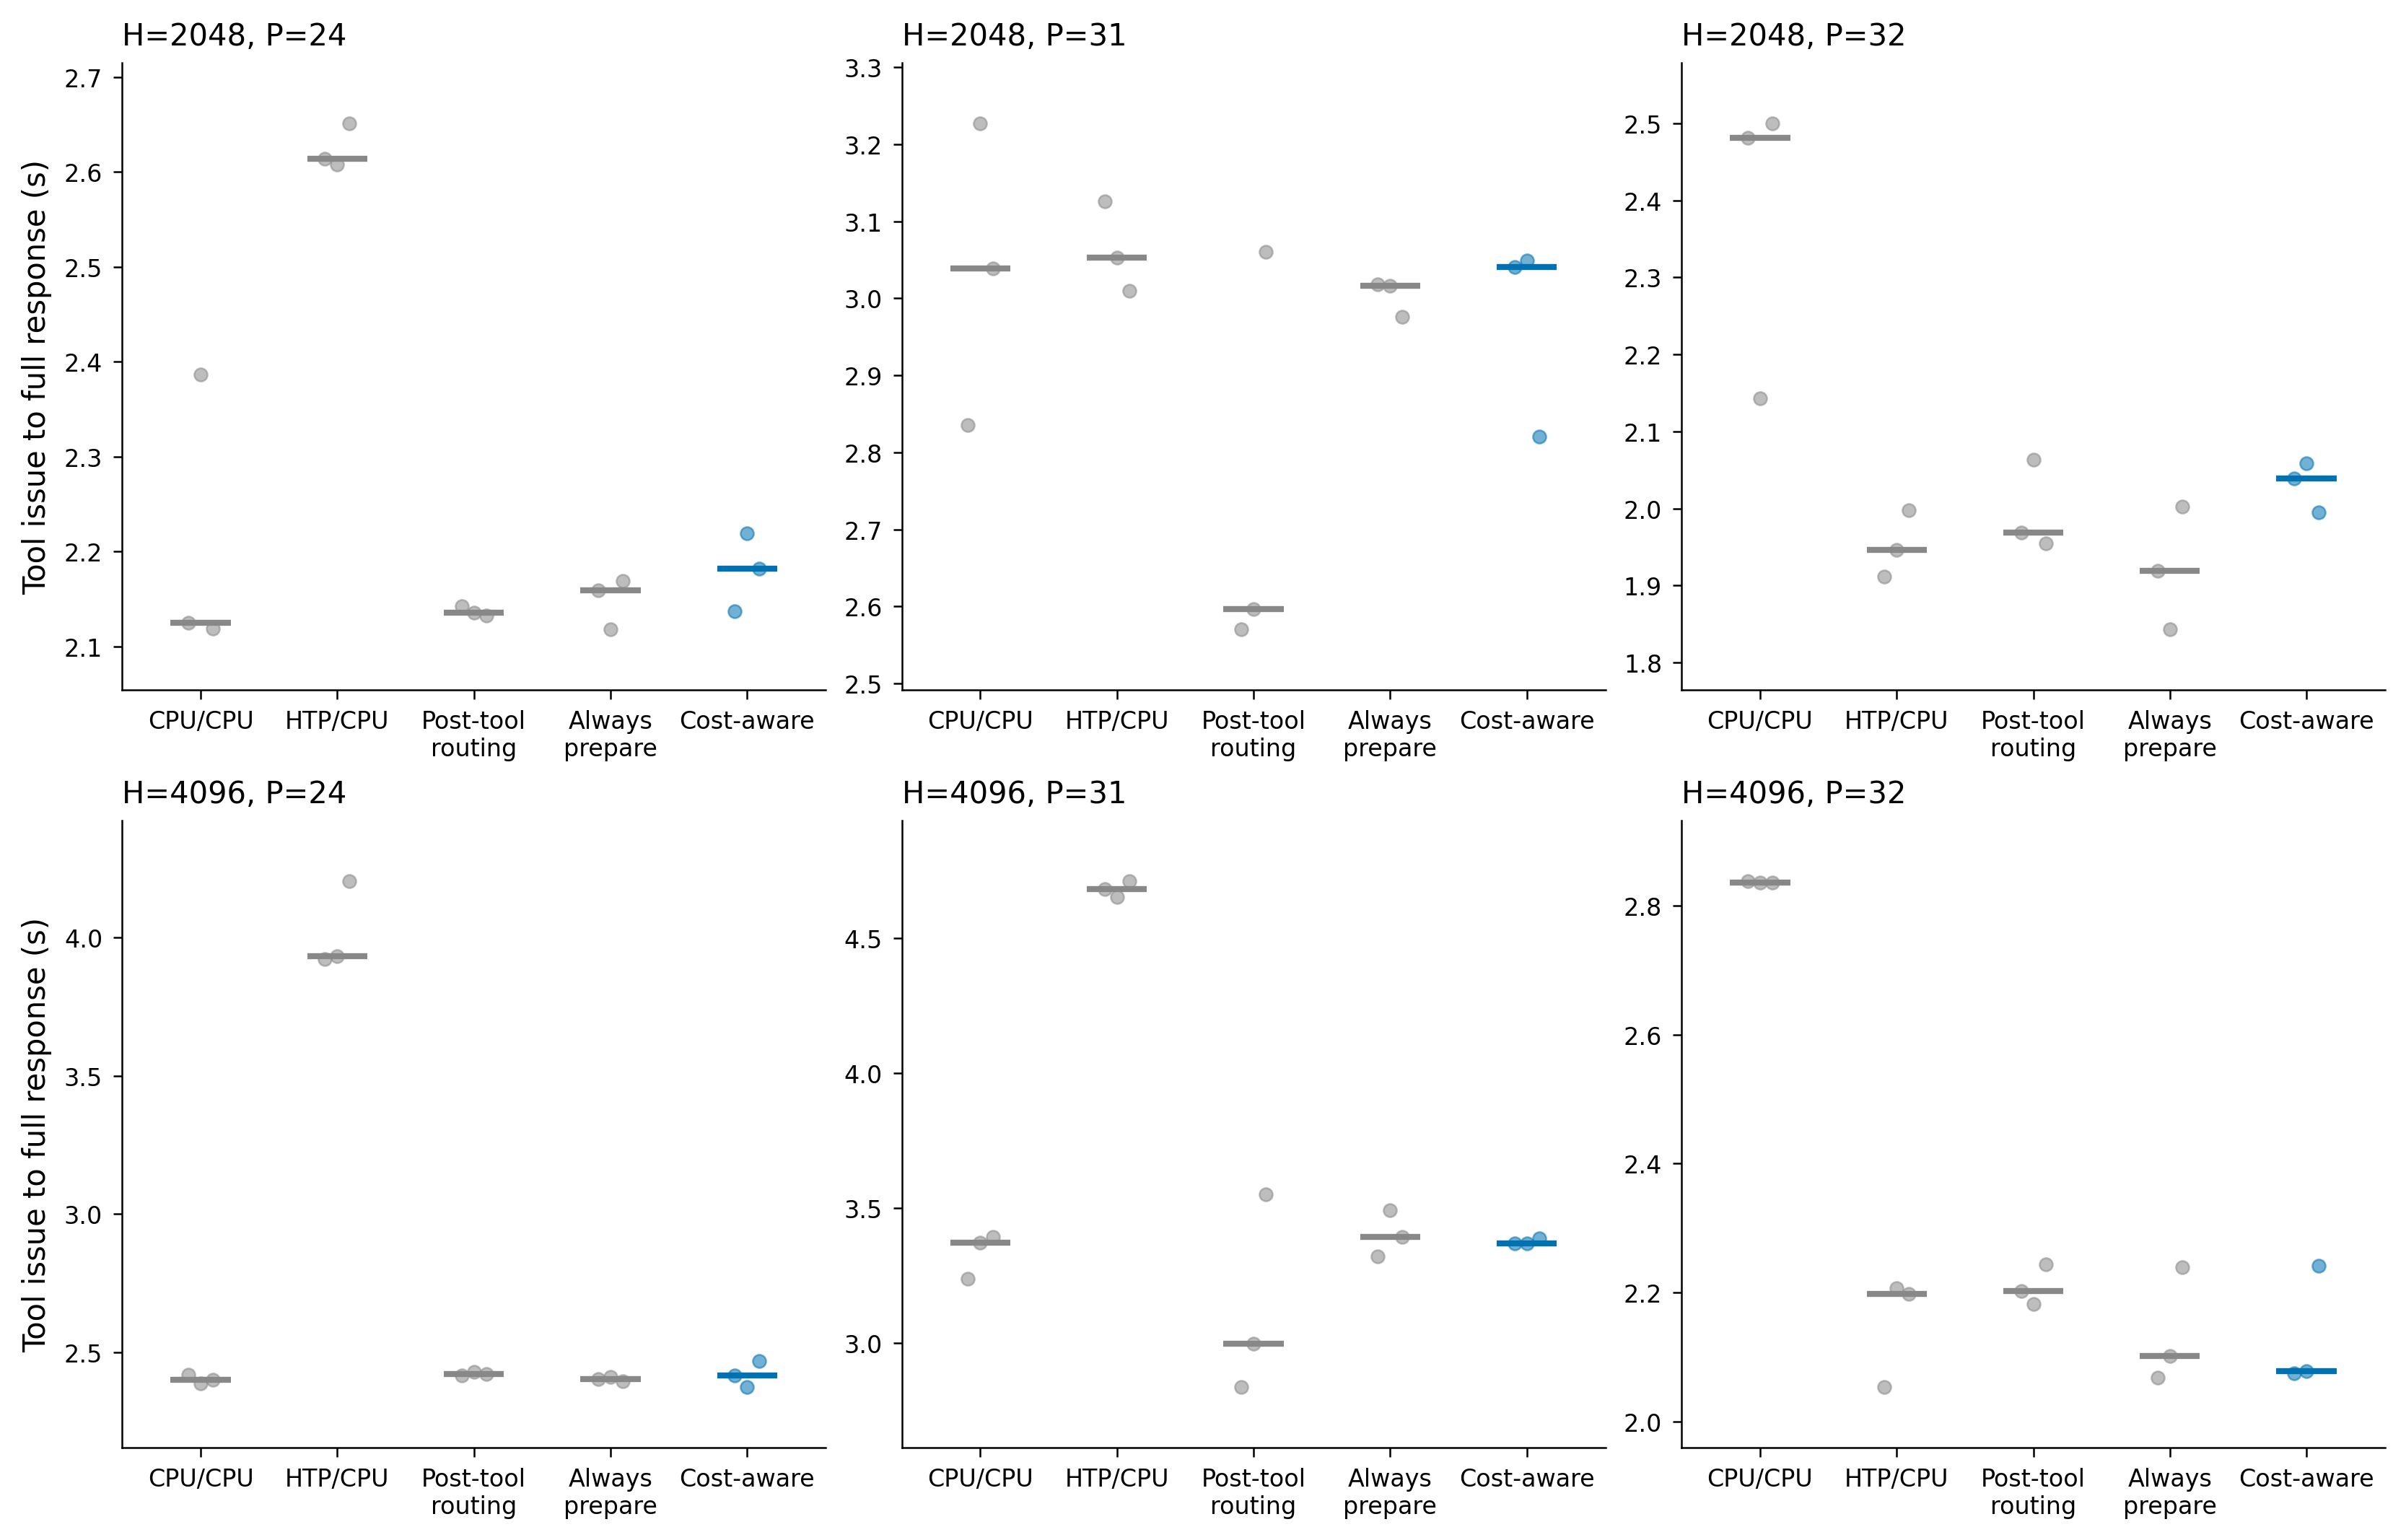 H=2048, P=24
H=2048, P=31
H=2048, P=32
Tool issue to full response (s)
2.7
2.6
2.5
2.4
2.3
2.2
2.1
3.3
3.2
3.1
3.0
2.9
2.8
2.7
2.6
2.5
2.5
2.4
2.3
2.2
2.1
2.0
1.9
1.8
CPU/CPU
HTP/CPU
Post-tool
routing
Always
prepare
Cost-aware
CPU/CPU
HTP/CPU
Post-tool
routing
Always
prepare
Cost-aware
CPU/CPU
HTP/CPU
Post-tool
routing
Always
prepare
Cost-aware
H=4096, P=24
H=4096, P=31
H=4096, P=32
Tool issue to full response (s)
4.0
3.5
3.0
2.5
4.5
4.0
3.5
3.0
2.8
2.6
2.4
2.2
2.0
CPU/CPU
HTP/CPU
Post-tool
routing
Always
prepare
Cost-aware
CPU/CPU
HTP/CPU
Post-tool
routing
Always
prepare
Cost-aware
CPU/CPU
HTP/CPU
Post-tool
routing
Always
prepare
Cost-aware